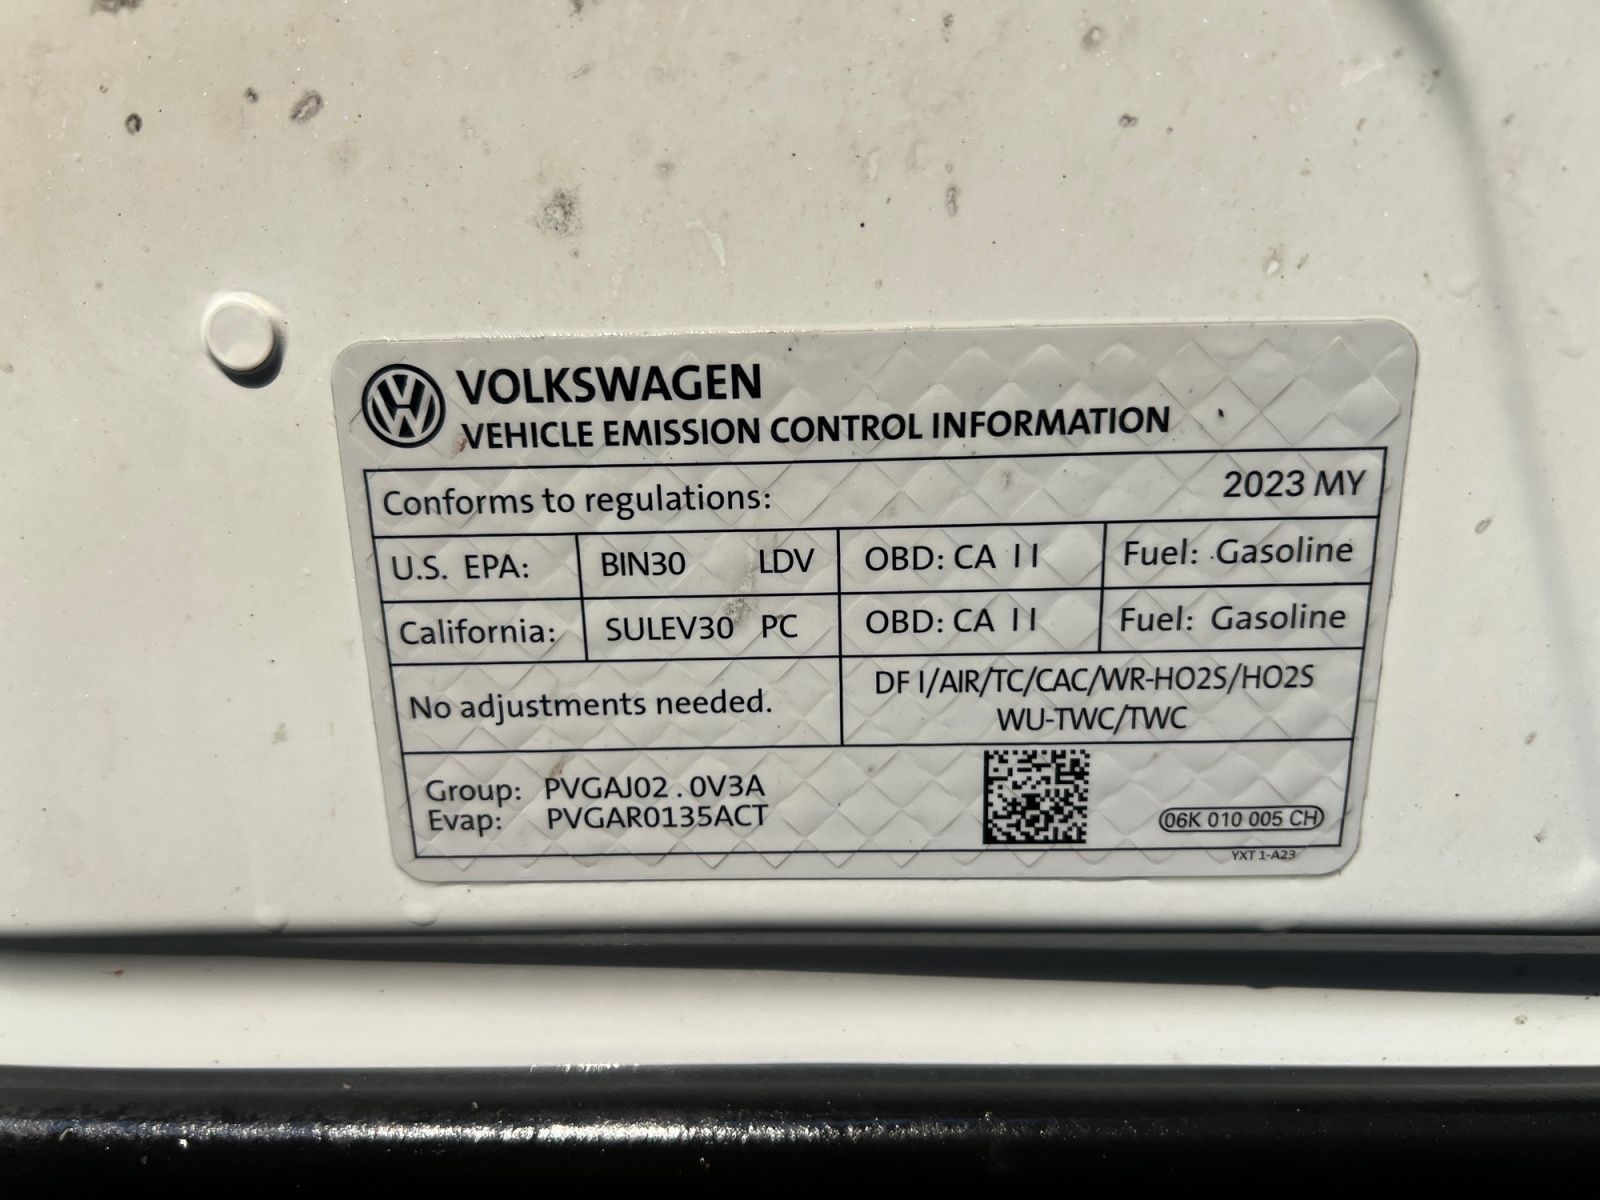 VOLKSWAGEN
VEHICLE EMISSION CONTROL INFORMATION
Conforms to regulations: 2023 MY
U.S. EPA: BIN30 LDV OBD: CA II Fuel: Gasoline
California: SULEV30 PC OBD: CA II Fuel: Gasoline
No adjustments needed.
DF I/AIR/TC/CAC/WR-HO2S/HO2S
WU-TWC/TWC
Group: PVGAJ02.0V3A
Evap: PVGAR0135ACT
06K 010 005 CH
YXT 1-A23